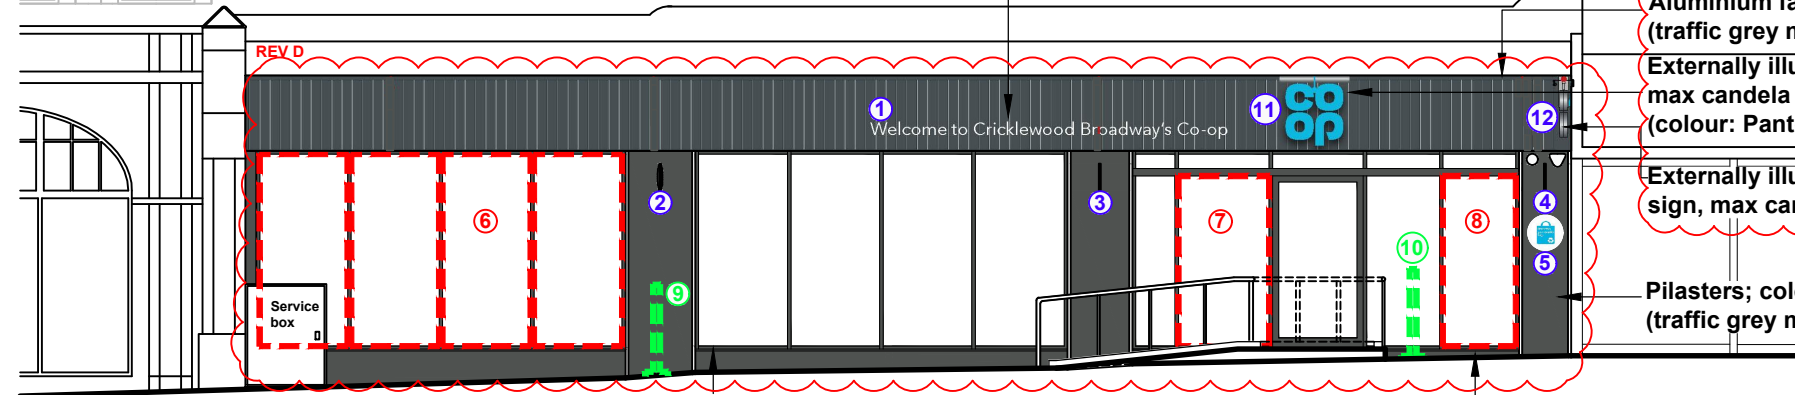 Aluminium fa
(traffic grey m
REV D
Externally illu
max candela
(colour: Pant
1
Welcome to Cricklewood Broadway's Co-op
11
co
op
12
Externally illu
sign, max ca
2
3
4
6
7
8
5
9
10
Service
box
Pilasters; col
(traffic grey m